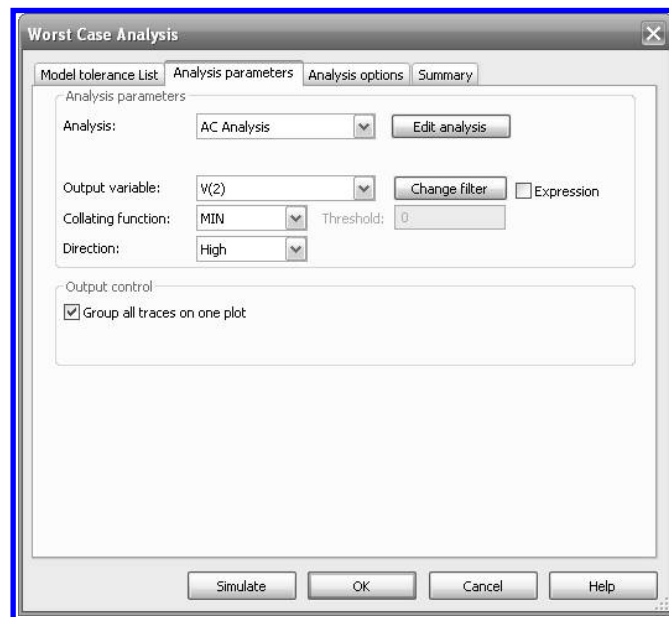 Worst Case Analysis
Model tolerance List Analysis parameters Analysis options Summary
Analysis parameters
Analysis: AC Analysis Edit analysis
Output variable: V(2) Change filter Expression
Collating function: MIN Threshold: 0
Direction: High
Output control
Group all traces on one plot
Simulate OK Cancel Help